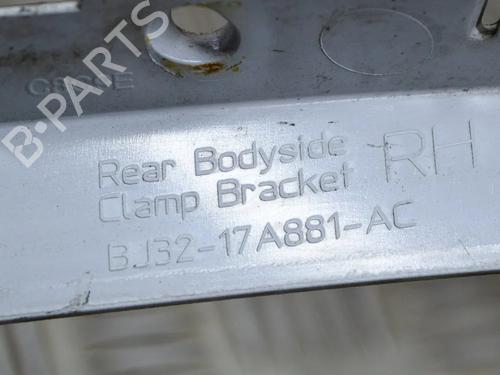 B-PARTS
Rear Bodyside
Clamp Bracket RH
BJ32-17A881-AC